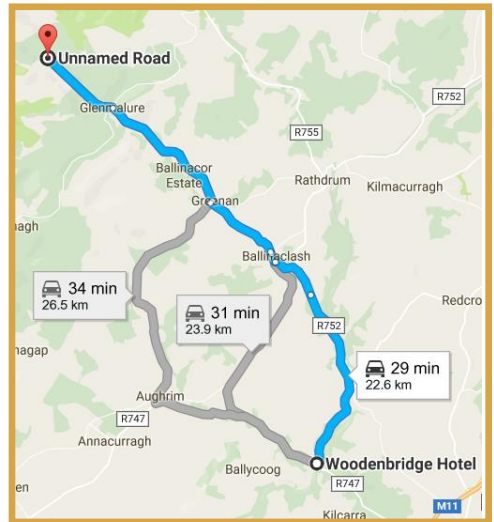 Unnamed Road
Glenmalure
R752
R755
Ballinacor
Estate
Rathdrum
Kilmacurragh
Greenan
nagh
Ballinaclash
34 min
26.5 km
31 min
23.9 km
Redcro
R752
nagap
29 min
22.6 km
Aughrim
R747
Annacurragh
Ballycoog
Woodenbridge Hotel
R747
en
M11
Kilcarra